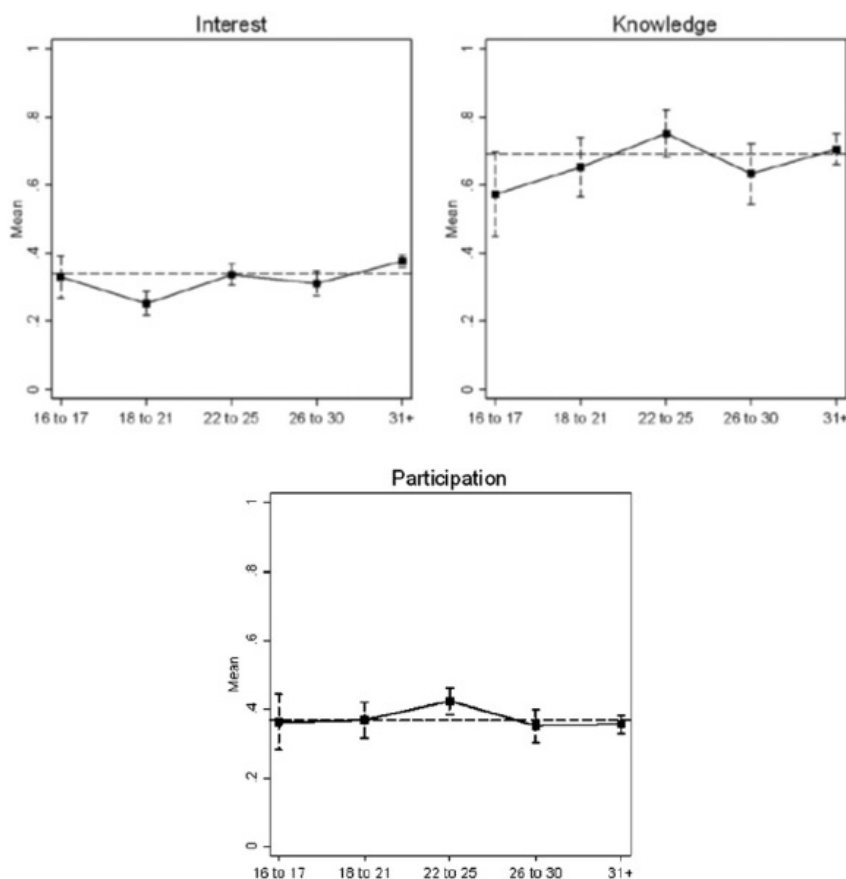 Interest
1
.8
.6
.4
.2
0
Mean
16 to 17 18 to 21 22 to 25 26 to 30 31+
Knowledge
1
.8
.6
.4
.2
0
Mean
16 to 17 18 to 21 22 to 25 26 to 30 31+
Participation
1
.8
.6
.4
.2
0
Mean
16 to 17 18 to 21 22 to 25 26 to 30 31+